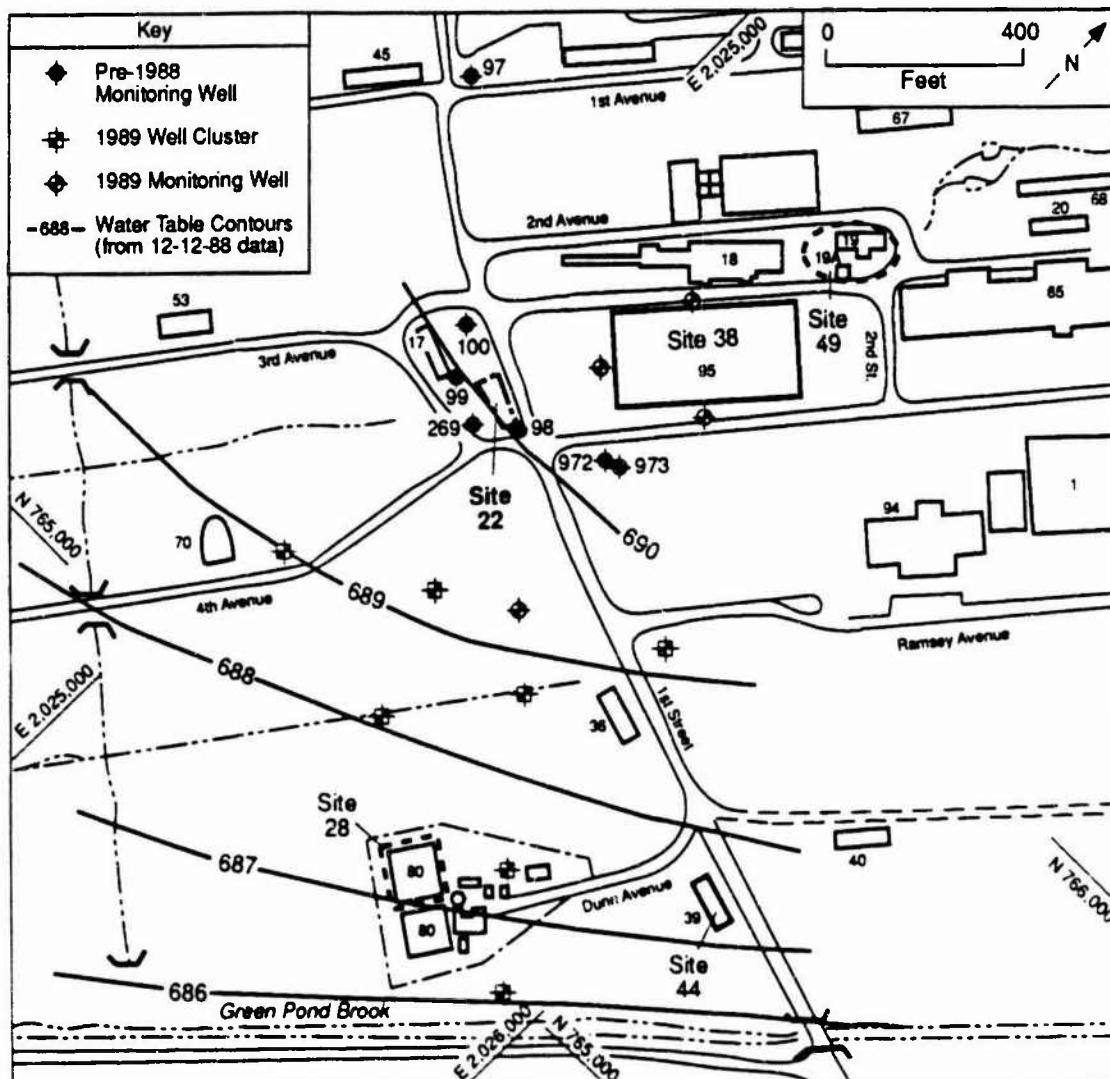 Key
Pre-1988
Monitoring Well
1989 Well Cluster
1989 Monitoring Well
-688- Water Table Contours
(from 12-12-88 data)
0 400
Feet
N
45
97
E 2,025,000
1st Avenue
67
2nd Avenue
68
20
18
19
19
65
53
17
100
3rd Avenue
Site 38
95
Site
49
2nd St.
99
269
98
972
973
Site
22
94
1
N 765,000
70
690
4th Avenue
689
Ramsey Avenue
688
E 2,025,000
36
1st Street
Site
28
687
80
80
Dunn Avenue
40
39
N 766,000
Site
44
686
Green Pond Brook
E 2,026,000
N 765,000